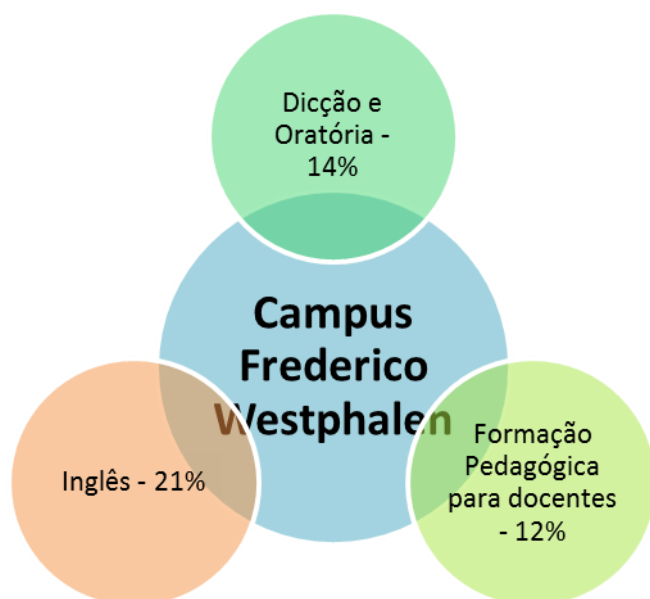 Dicção e
Oratória -
14%
Campus
Frederico
Westphalen
Inglês - 21%
Formação
Pedagógica
para docentes
- 12%